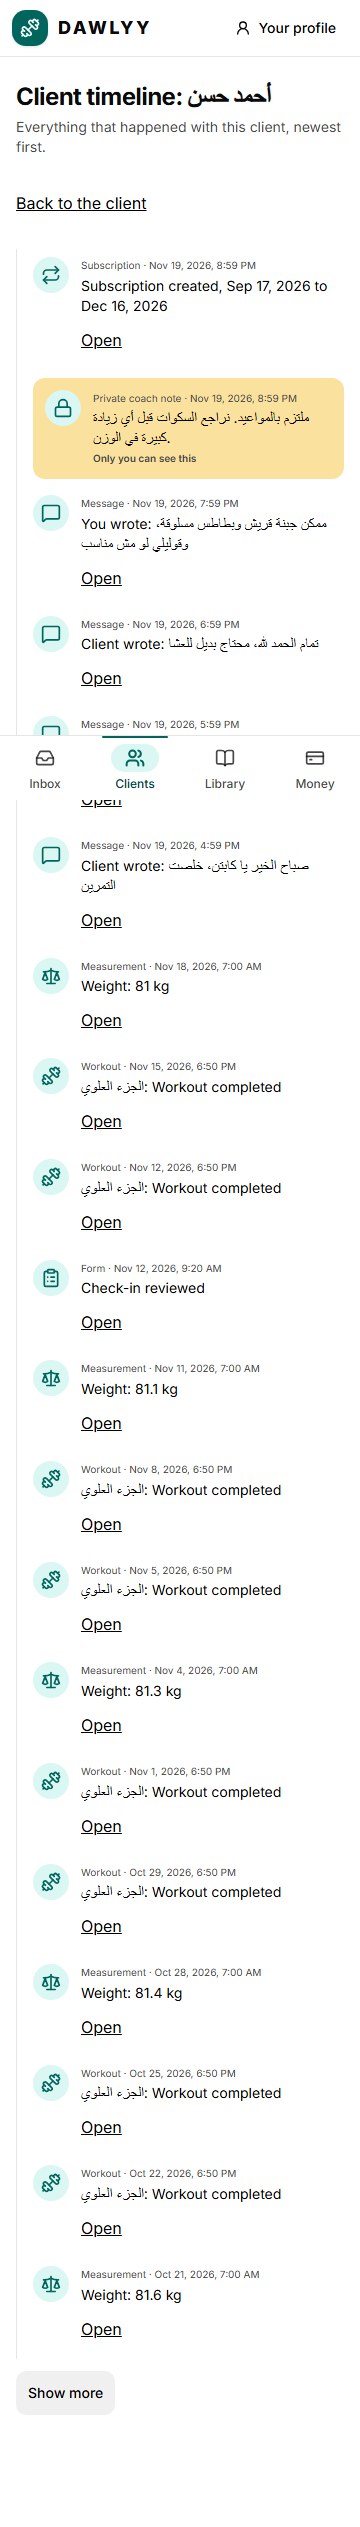 DAWLYY
Your profile
Client timeline: أحمد حسن
Everything that happened with this client, newest
first.
Back to the client
Subscription · Nov 19, 2026, 8:59 PM
Subscription created, Sep 17, 2026 to
Dec 16, 2026
Open
Private coach note · Nov 19, 2026, 8:59 PM
ملتزم بالمواعيد. نراجع السكوات قبل أي زيادة
كبيرة في الوزن.
Only you can see this
Message · Nov 19, 2026, 7:59 PM
You wrote: ممكن جبنة قريش وبطاطس مسلوقة،
وقوليلي لو مش مناسب
Open
Message · Nov 19, 2026, 6:59 PM
Client wrote: تمام الحمد لله، محتاج بديل للعشا
Open
Message · Nov 19, 2026, 5:59 PM
Inbox
Clients
Library
Money
Open
Message · Nov 19, 2026, 4:59 PM
Client wrote: صباح الخير يا كابتن، خلصت
التمرين
Open
Measurement · Nov 18, 2026, 7:00 AM
Weight: 81 kg
Open
Workout · Nov 15, 2026, 6:50 PM
الجزء العلوي: Workout completed
Open
Workout · Nov 12, 2026, 6:50 PM
الجزء العلوي: Workout completed
Open
Form · Nov 12, 2026, 9:20 AM
Check-in reviewed
Open
Measurement · Nov 11, 2026, 7:00 AM
Weight: 81.1 kg
Open
Workout · Nov 8, 2026, 6:50 PM
الجزء العلوي: Workout completed
Open
Workout · Nov 5, 2026, 6:50 PM
الجزء العلوي: Workout completed
Open
Measurement · Nov 4, 2026, 7:00 AM
Weight: 81.3 kg
Open
Workout · Nov 1, 2026, 6:50 PM
الجزء العلوي: Workout completed
Open
Workout · Oct 29, 2026, 6:50 PM
الجزء العلوي: Workout completed
Open
Measurement · Oct 28, 2026, 7:00 AM
Weight: 81.4 kg
Open
Workout · Oct 25, 2026, 6:50 PM
الجزء العلوي: Workout completed
Open
Workout · Oct 22, 2026, 6:50 PM
الجزء العلوي: Workout completed
Open
Measurement · Oct 21, 2026, 7:00 AM
Weight: 81.6 kg
Open
Show more